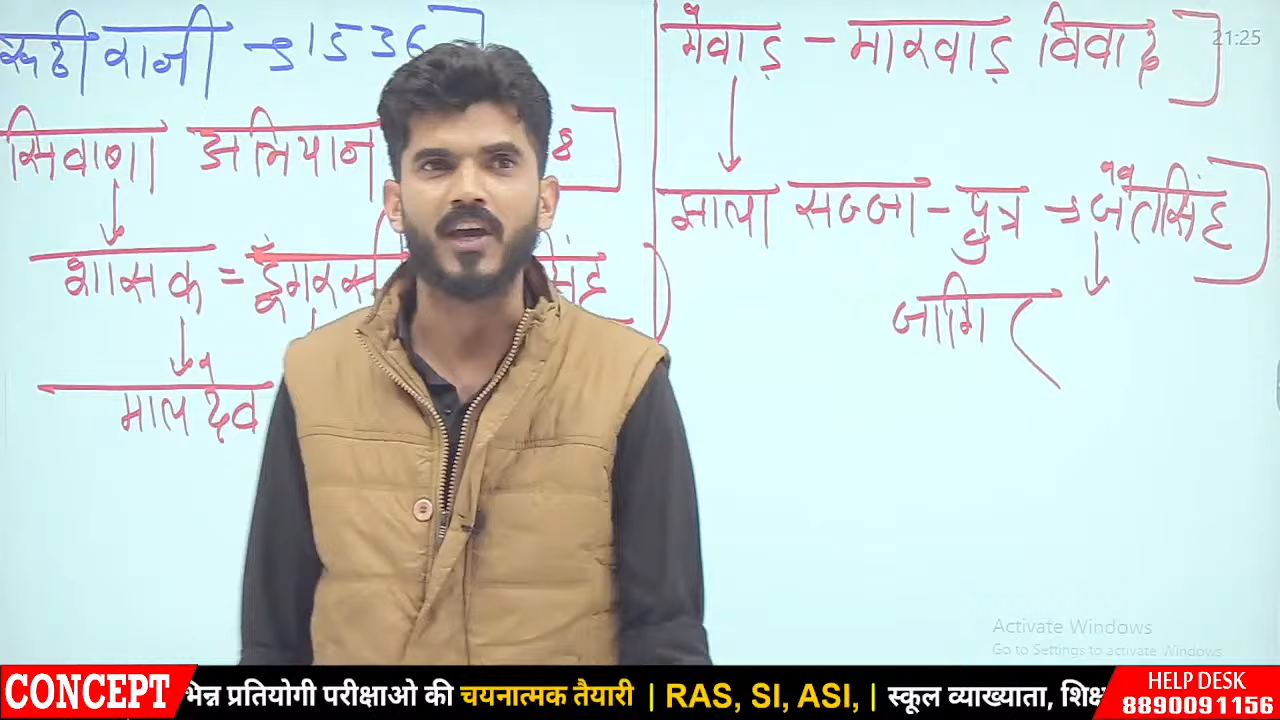 रूठी रानी → 1536
सिवाणा अभियान 8
शासक = डूंगरसी सिंह
मालदेव
मेवाड़ - मारवाड़ विवाद
21:25
झाला सज्जा - पुत्र → जैतसिंह
जागिर
Activate Windows
Go to Settings to activate Windows.
CONCEPT
भिन्न प्रतियोगी परीक्षाओ की चयनात्मक तैयारी | RAS, SI, ASI, | स्कूल व्याख्याता,
HELP DESK
8890091156